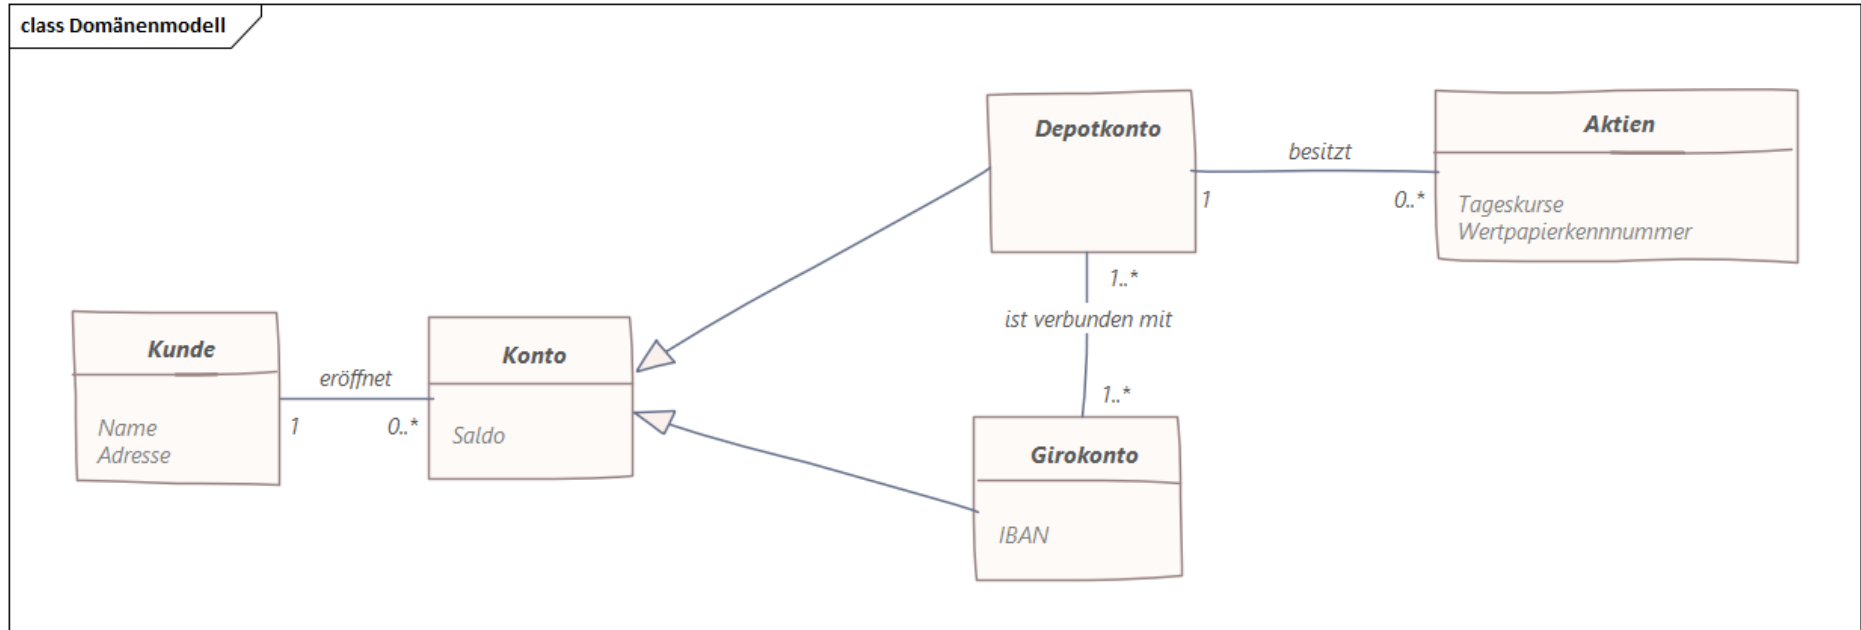 class Domänenmodell
Kunde
Name
Adresse
eröffnet
1
0..*
Konto
Saldo
Depotkonto
besitzt
1
0..*
Aktien
Tageskurse
Wertpapierkennnummer
1..*
ist verbunden mit
1..*
Girokonto
IBAN